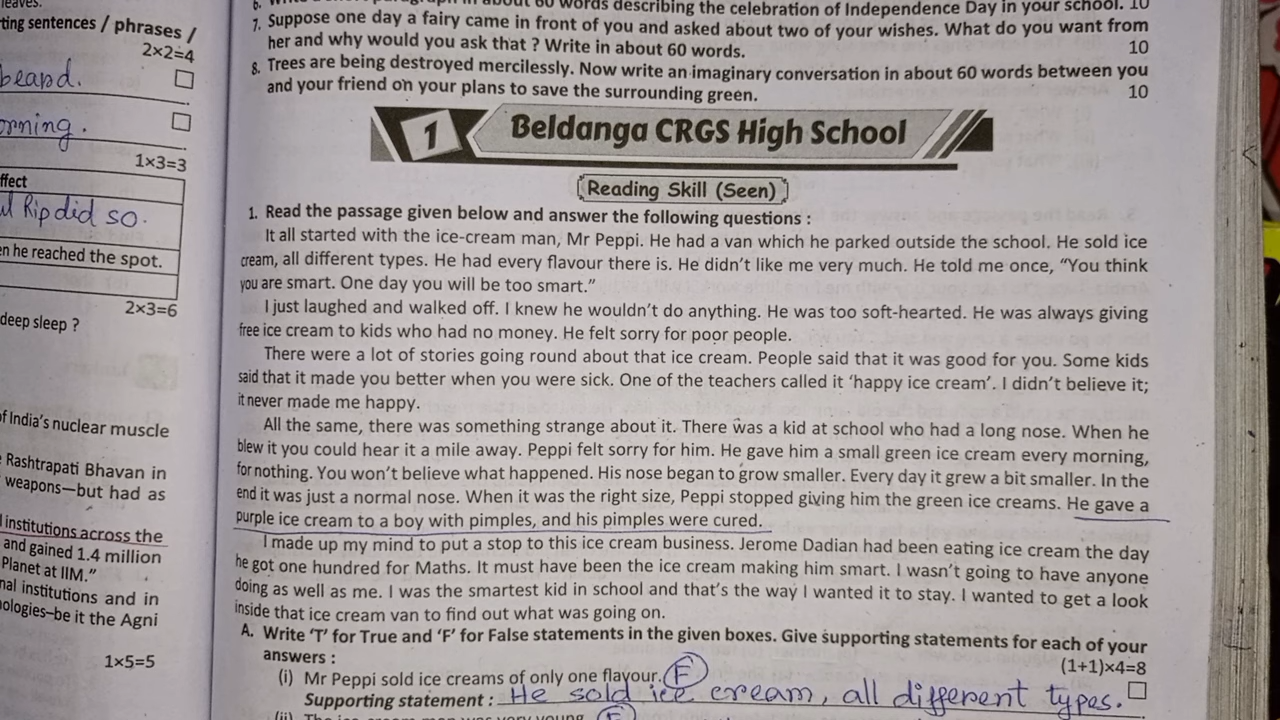 leaves.
ting sentences / phrases /
2×2=4
beard.
orning.
1×3=3
ffect
Rip did so.
en he reached the spot.
2×3=6
deep sleep ?
of India's nuclear muscle
Rashtrapati Bhavan in
weapons—but had as
institutions across the
and gained 1.4 million
Planet at IIM."
nal institutions and in
ologies–be it the Agni
1×5=5
6. paragraph in about 60 words describing the celebration of Independence Day in your school. 10
7. Suppose one day a fairy came in front of you and asked about two of your wishes. What do you want from
her and why would you ask that ? Write in about 60 words. 10
8. Trees are being destroyed mercilessly. Now write an imaginary conversation in about 60 words between you
and your friend on your plans to save the surrounding green. 10
1 Beldanga CRGS High School
Reading Skill (Seen)
1. Read the passage given below and answer the following questions :
It all started with the ice-cream man, Mr Peppi. He had a van which he parked outside the school. He sold ice
cream, all different types. He had every flavour there is. He didn't like me very much. He told me once, "You think
you are smart. One day you will be too smart."
I just laughed and walked off. I knew he wouldn't do anything. He was too soft-hearted. He was always giving
free ice cream to kids who had no money. He felt sorry for poor people.
There were a lot of stories going round about that ice cream. People said that it was good for you. Some kids
said that it made you better when you were sick. One of the teachers called it 'happy ice cream'. I didn't believe it;
it never made me happy.
All the same, there was something strange about it. There was a kid at school who had a long nose. When he
blew it you could hear it a mile away. Peppi felt sorry for him. He gave him a small green ice cream every morning,
for nothing. You won't believe what happened. His nose began to grow smaller. Every day it grew a bit smaller. In the
end it was just a normal nose. When it was the right size, Peppi stopped giving him the green ice creams. He gave a
purple ice cream to a boy with pimples, and his pimples were cured.
I made up my mind to put a stop to this ice cream business. Jerome Dadian had been eating ice cream the day
he got one hundred for Maths. It must have been the ice cream making him smart. I wasn't going to have anyone
doing as well as me. I was the smartest kid in school and that's the way I wanted it to stay. I wanted to get a look
inside that ice cream van to find out what was going on.
A. Write 'T' for True and 'F' for False statements in the given boxes. Give supporting statements for each of your
answers : (1+1)×4=8
(i) Mr Peppi sold ice creams of only one flavour. F
Supporting statement : He sold ice cream, all different types.
(ii) The ice cream man was very young. F